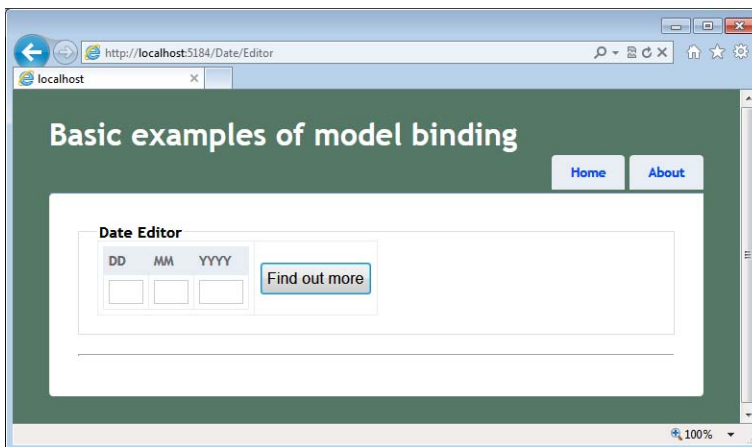 http://localhost:5184/Date/Editor
localhost
Basic examples of model binding
Home About
Date Editor
DD MM YYYY
Find out more
100%